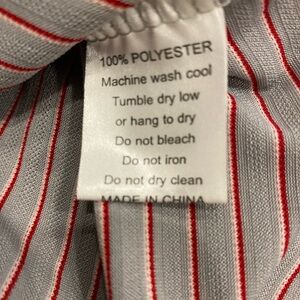 100% POLYESTER
Machine wash cool
Tumble dry low
or hang to dry
Do not bleach
Do not iron
Do not dry clean
MADE IN CHINA